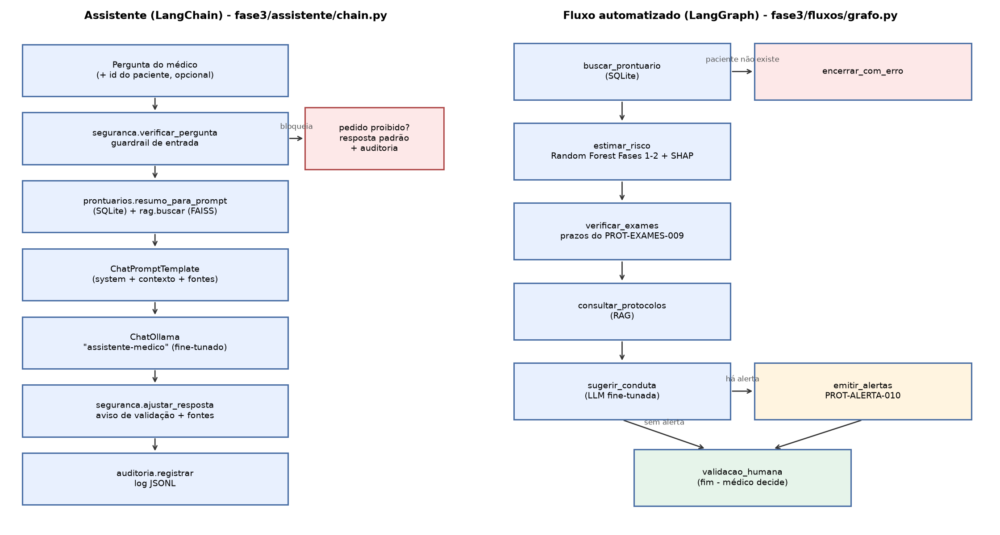 Assistente (LangChain) - fase3/assistente/chain.py
Pergunta do médico
(+ id do paciente, opcional)
seguranca.verificar_pergunta
guardrail de entrada
bloqueia
pedido proibido?
resposta padrão
+ auditoria
prontuarios.resumo_para_prompt
(SQLite) + rag.buscar (FAISS)
ChatPromptTemplate
(system + contexto + fontes)
ChatOllama
"assistente-medico" (fine-tunado)
seguranca.ajustar_resposta
aviso de validação + fontes
auditoria.registrar
log JSONL
Fluxo automatizado (LangGraph) - fase3/fluxos/grafo.py
buscar_prontuario
(SQLite)
paciente não existe
encerrar_com_erro
estimar_risco
Random Forest Fases 1-2 + SHAP
verificar_exames
prazos do PROT-EXAMES-009
consultar_protocolos
(RAG)
sugerir_conduta
(LLM fine-tunada)
há alerta
emitir_alertas
PROT-ALERTA-010
sem alerta
validacao_humana
(fim - médico decide)